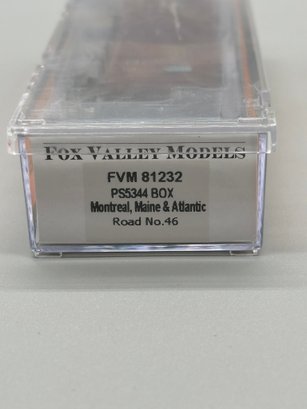 FOX VALLEY MODELS
FVM 81232
PS5344 BOX
Montreal, Maine & Atlantic
Road No.46